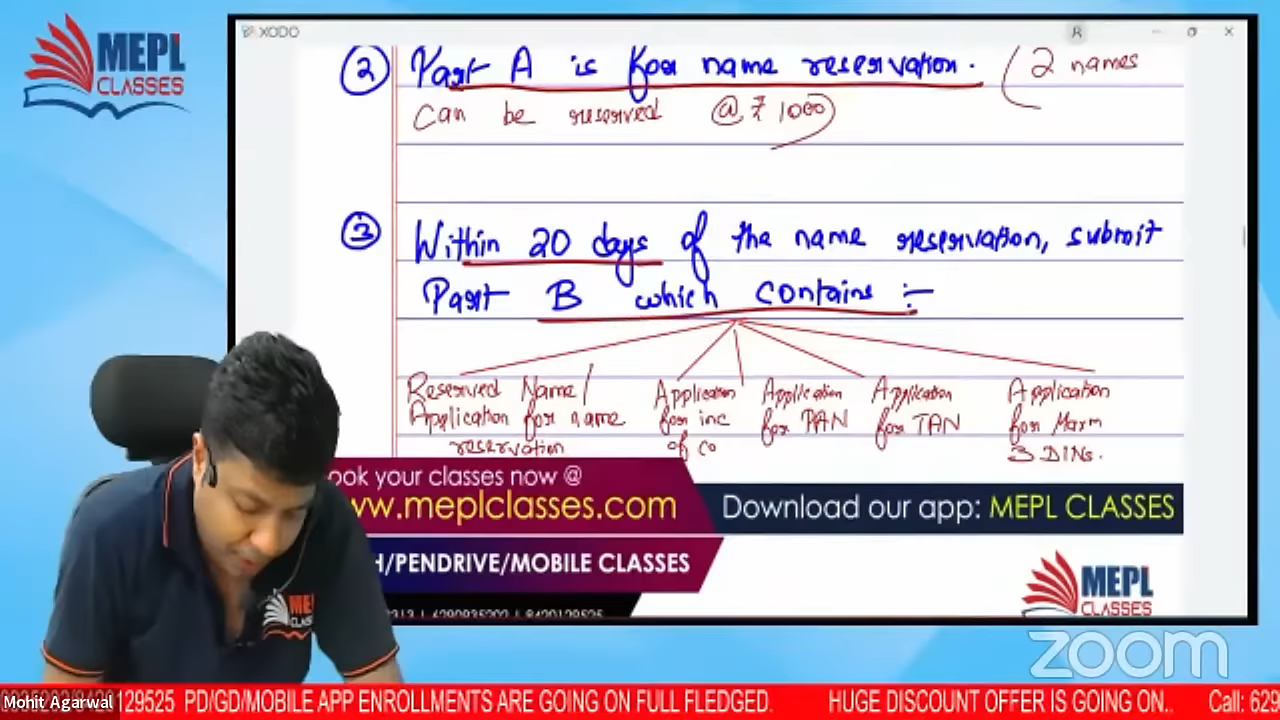 MEPL
CLASSES
XODO
② Part A is for name reservation. (2 names
can be reserved @ ₹ 1000)
③ Within 20 days of the name reservation, submit
Part B which contains :-
Reserved Name/
Application for name
reservation
Application
for inc
of co
Application
for PAN
Application
for TAN
Application
for Maxm
3 DINs.
ook your classes now @
ww.meplclasses.com
Download our app: MEPL CLASSES
H/PENDRIVE/MOBILE CLASSES
MEPL
CLASSES
MEPL
CLASSES
zoom
Mohit Agarwal
129525 PD/GD/MOBILE APP ENROLLMENTS ARE GOING ON FULL FLEDGED. HUGE DISCOUNT OFFER IS GOING ON.. Call: 629